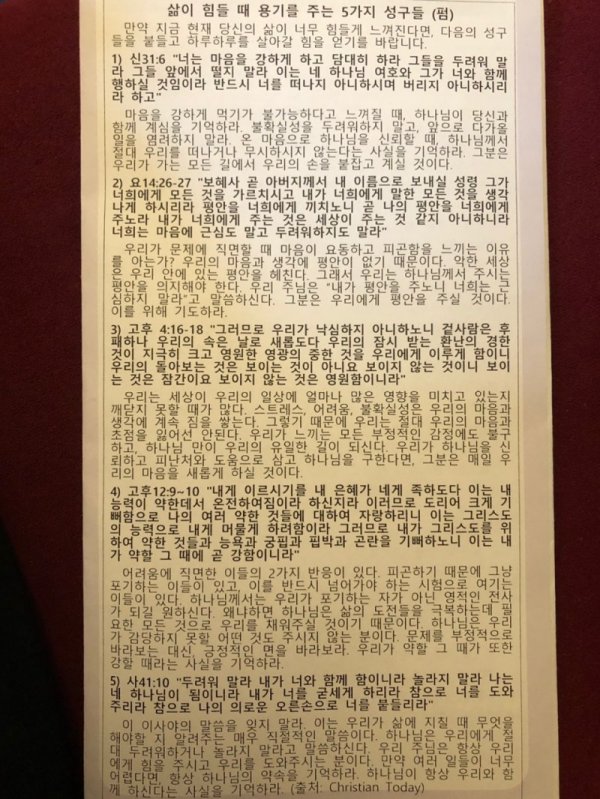 삶이 힘들 때 용기를 주는 5가지 성구들 (펌)
만약 지금 현재 당신의 삶이 너무 힘들게 느껴진다면, 다음의 성구
들을 붙들고 하루하루를 살아갈 힘을 얻기를 바랍니다.
1) 신31:6 "너는 마음을 강하게 하고 담대히 하라 그들을 두려워 말
라 그들 앞에서 떨지 말라 이는 네 하나님 여호와 그가 너와 함께
행하실 것임이라 반드시 너를 떠나지 아니하시며 버리지 아니하시리
라 하고"
마음을 강하게 먹기가 불가능하다고 느껴질 때, 하나님이 당신과
함께 계심을 기억하라. 불확실성을 두려워하지 말고, 앞으로 다가올
일을 염려하지 말라. 온 마음으로 하나님을 신뢰할 때, 하나님께서
절대 우리를 떠나거나 무시하시지 않는다는 사실을 기억하라. 그분은
우리가 가는 모든 길에서 우리의 손을 붙잡고 계실 것이다.
2) 요14:26-27 "보혜사 곧 아버지께서 내 이름으로 보내실 성령 그가
너희에게 모든 것을 가르치시고 내가 너희에게 말한 모든 것을 생각
나게 하시리라 평안을 너희에게 끼치노니 곧 나의 평안을 너희에게
주노라 내가 너희에게 주는 것은 세상이 주는 것 같지 아니하니라
너희는 마음에 근심도 말고 두려워하지도 말라"
우리가 문제에 직면할 때 마음이 요동하고 피곤함을 느끼는 이유
를 아는가? 우리의 마음과 생각에 평안이 없기 때문이다. 악한 세상
은 우리 안에 있는 평안을 헤친다. 그래서 우리는 하나님께서 주시는
평안을 의지해야 한다. 우리 주님은 "내가 평안을 주노니 너희는 근
심하지 말라"고 말씀하신다. 그분은 우리에게 평안을 주실 것이다.
이를 위해 기도하라.
3) 고후 4:16-18 "그러므로 우리가 낙심하지 아니하노니 겉사람은 후
패하나 우리의 속은 날로 새롭도다 우리의 잠시 받는 환난의 경한
것이 지극히 크고 영원한 영광의 중한 것을 우리에게 이루게 함이니
우리의 돌아보는 것은 보이는 것이 아니요 보이지 않는 것이니 보이
는 것은 잠간이요 보이지 않는 것은 영원함이니라"
우리는 세상이 우리의 일상에 얼마나 많은 영향을 미치고 있는지
깨닫지 못할 때가 많다. 스트레스, 어려움, 불확실성은 우리의 마음과
생각에 계속 짐을 쌓는다. 그렇기 때문에 우리는 절대 우리의 마음과
초점을 잃어선 안된다. 우리가 느끼는 모든 부정적인 감정에도 불구
하고, 하나님 만이 우리의 유일한 길이 되신다. 우리가 하나님을 신
뢰하고 피난처와 도움으로 삼고 하나님을 구한다면, 그분은 매일 우
리의 마음을 새롭게 하실 것이다.
4) 고후12:9~10 "내게 이르시기를 내 은혜가 네게 족하도다 이는 내
능력이 약한데서 온전하여짐이라 하신지라 이러므로 도리어 크게 기
뻐함으로 나의 여러 약한 것들에 대하여 자랑하리니 이는 그리스도
의 능력으로 내게 머물게 하려함이라 그러므로 내가 그리스도를 위
하여 약한 것들과 능욕과 궁핍과 핍박과 곤란을 기뻐하노니 이는 내
가 약할 그 때에 곧 강함이니라"
어려움에 직면한 이들의 2가지 반응이 있다. 피곤하기 때문에 그냥
포기하는 이들이 있고, 이를 반드시 넘어가야 하는 시험으로 여기는
이들이 있다. 하나님께서는 우리가 포기하는 자가 아닌 영적인 전사
가 되길 원하신다. 왜냐하면 하나님은 삶의 도전들을 극복하는데 필
요한 모든 것으로 우리를 채워주실 것이기 때문이다. 하나님은 우리
가 감당하지 못할 어떤 것도 주시지 않는 분이다. 문제를 부정적으로
바라보는 대신, 긍정적인 면을 바라보라. 우리가 약할 그 때가 또한
강할 때라는 사실을 기억하라.
5) 사41:10 "두려워 말라 내가 너와 함께 함이니라 놀라지 말라 나는
네 하나님이 됨이니라 내가 너를 굳세게 하리라 참으로 너를 도와
주리라 참으로 나의 의로운 오른손으로 너를 붙들리라"
이 이사야의 말씀을 잊지 말라. 이는 우리가 삶에 지칠 때 무엇을
해야할 지 알려주는 매우 직절적인 말씀이다. 하나님은 우리에게 절
대 두려워하거나 놀라지 말라고 말씀하신다. 우리 주님은 항상 우리
에게 힘을 주시고 우리를 도와주시는 분이다. 만약 여러 일들이 너무
어렵다면, 항상 하나님의 약속을 기억하라. 하나님이 항상 우리와 함
께 하신다는 사실을 기억하라. (출처: Christian Today)